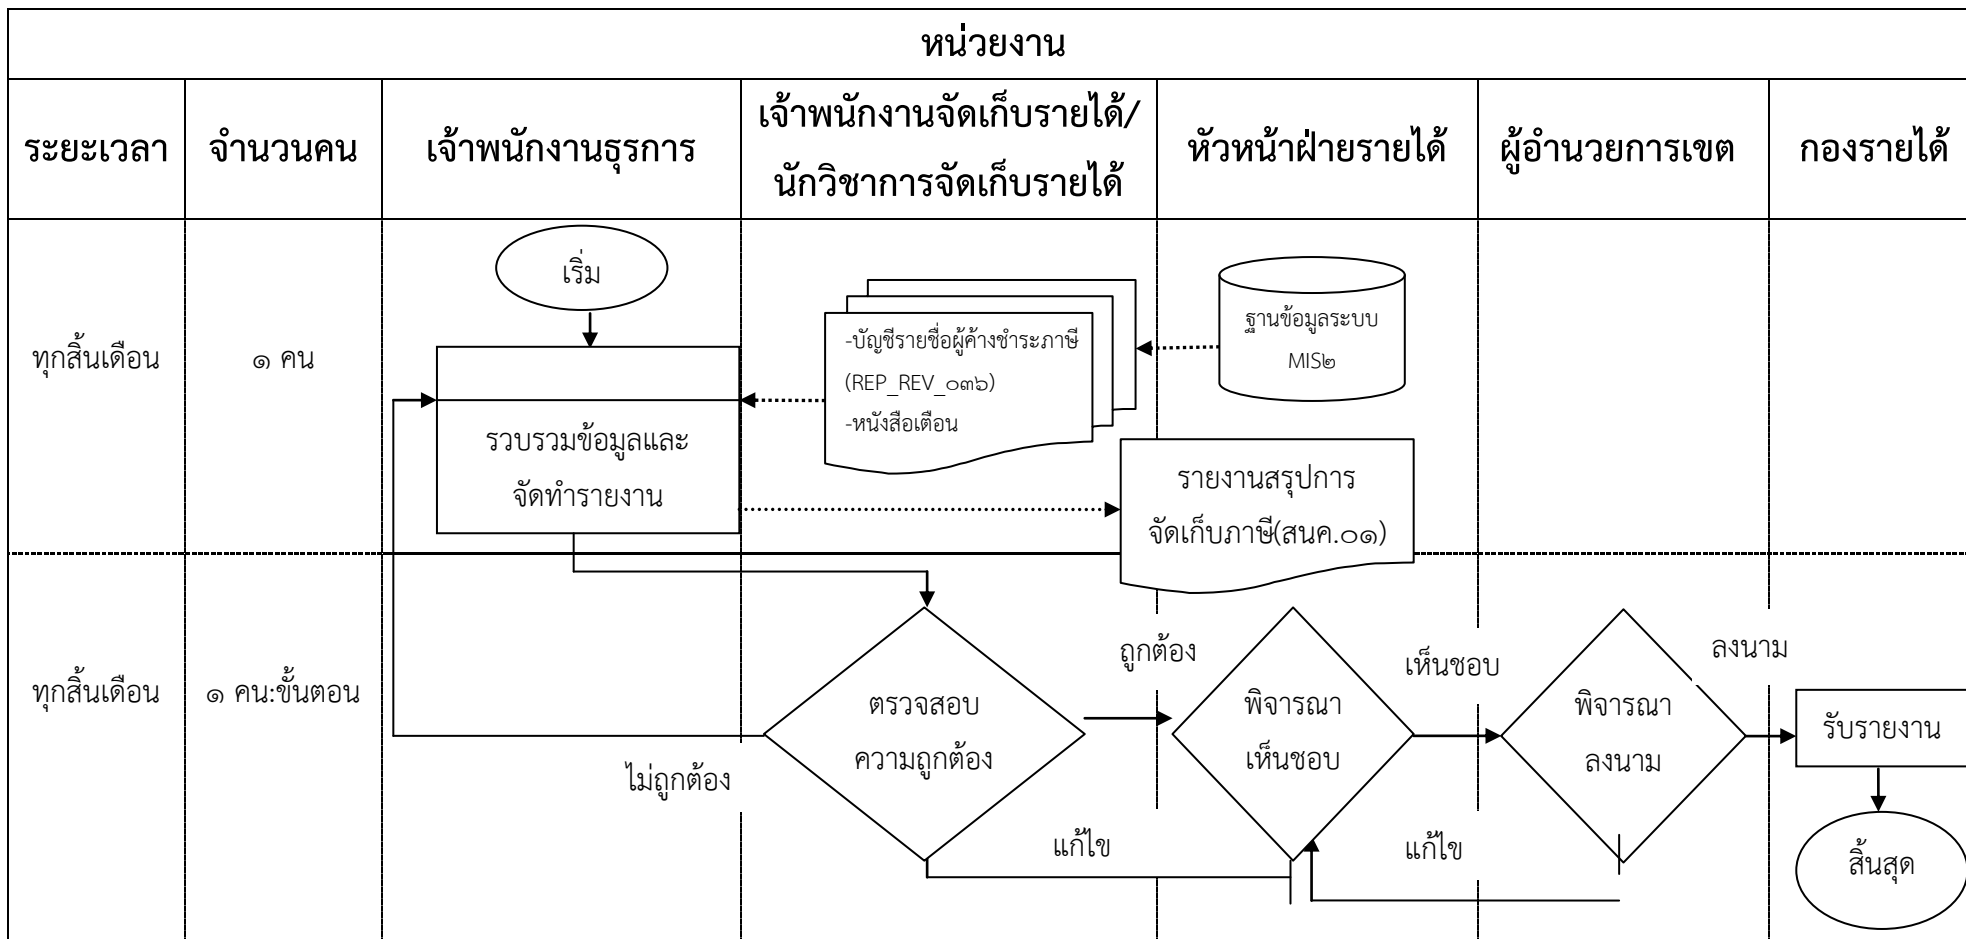 หน่วยงาน
ระยะเวลา
จำนวนคน
เจ้าพนักงานธุรการ
เจ้าพนักงานจัดเก็บรายได้/
นักวิชาการจัดเก็บรายได้
หัวหน้าฝ่ายรายได้
ผู้อำนวยการเขต
กองรายได้
ทุกสิ้นเดือน
๑ คน
เริ่ม
รวบรวมข้อมูลและ
จัดทำรายงาน
-บัญชีรายชื่อผู้ค้างชำระภาษี
(REP_REV_๐๓๖)
-หนังสือเตือน
ฐานข้อมูลระบบ
MIS๒
รายงานสรุปการ
จัดเก็บภาษี(สนค.๐๑)
ทุกสิ้นเดือน
๑ คน:ขั้นตอน
ตรวจสอบ
ความถูกต้อง
ไม่ถูกต้อง
ถูกต้อง
แก้ไข
พิจารณา
เห็นชอบ
เห็นชอบ
แก้ไข
พิจารณา
ลงนาม
ลงนาม
รับรายงาน
สิ้นสุด